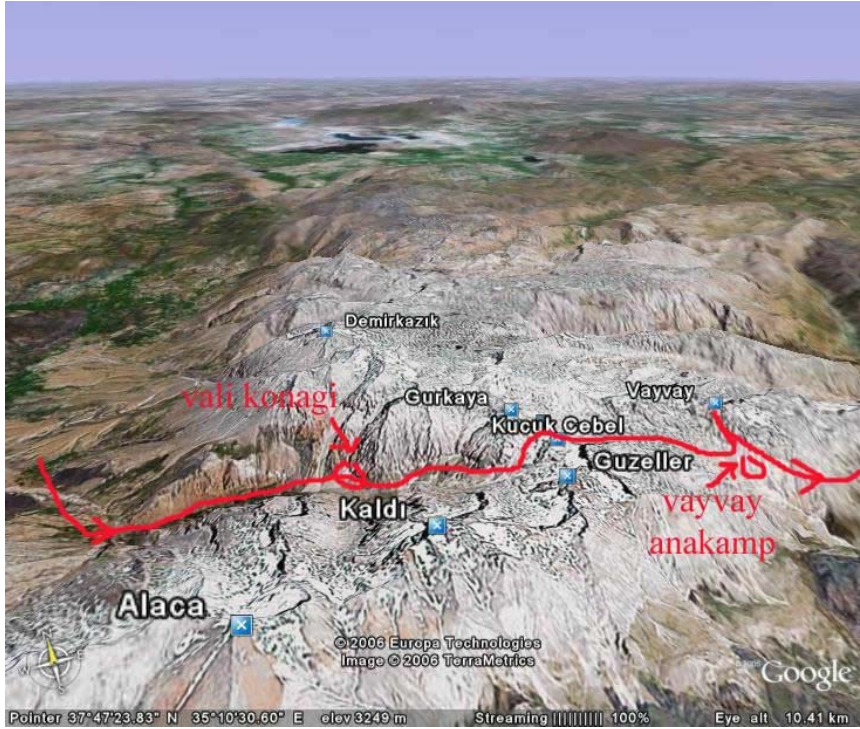 Demirkazık
vali konagi
Gurkaya
Vayvay
Kucuk Cebel
Guzeller
Kaldı
vayvay
anakamp
Alaca
© 2006 Europa Technologies
Image © 2006 TerraMetrics
Google
Pointer 37°47'23.83" N 35°10'30.60" E elev 3249 m Streaming |||||||||| 100% Eye alt 10.41 km